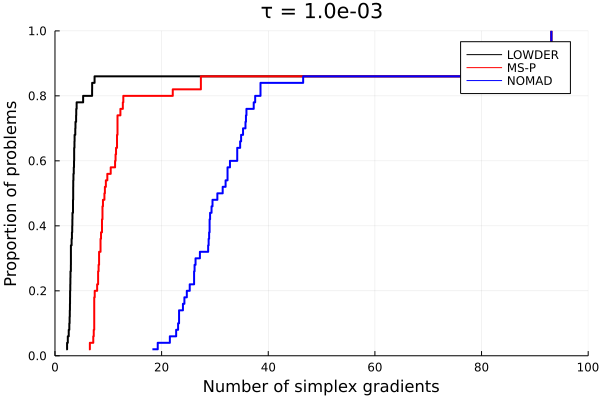 τ = 1.0e-03
Proportion of problems
1.0
0.8
0.6
0.4
0.2
0.0
LOWDER
MS-P
NOMAD
0 20 40 60 80 100
Number of simplex gradients